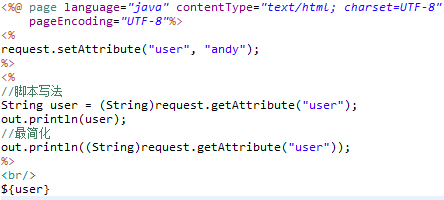 <%@ page language="java" contentType="text/html; charset=UTF-8"
    pageEncoding="UTF-8"%>
<%
request.setAttribute("user", "andy");
%>
<%
//脚本写法
String user = (String)request.getAttribute("user");
out.println(user);
//最简化
out.println((String)request.getAttribute("user"));
%>
<br/>
${user}